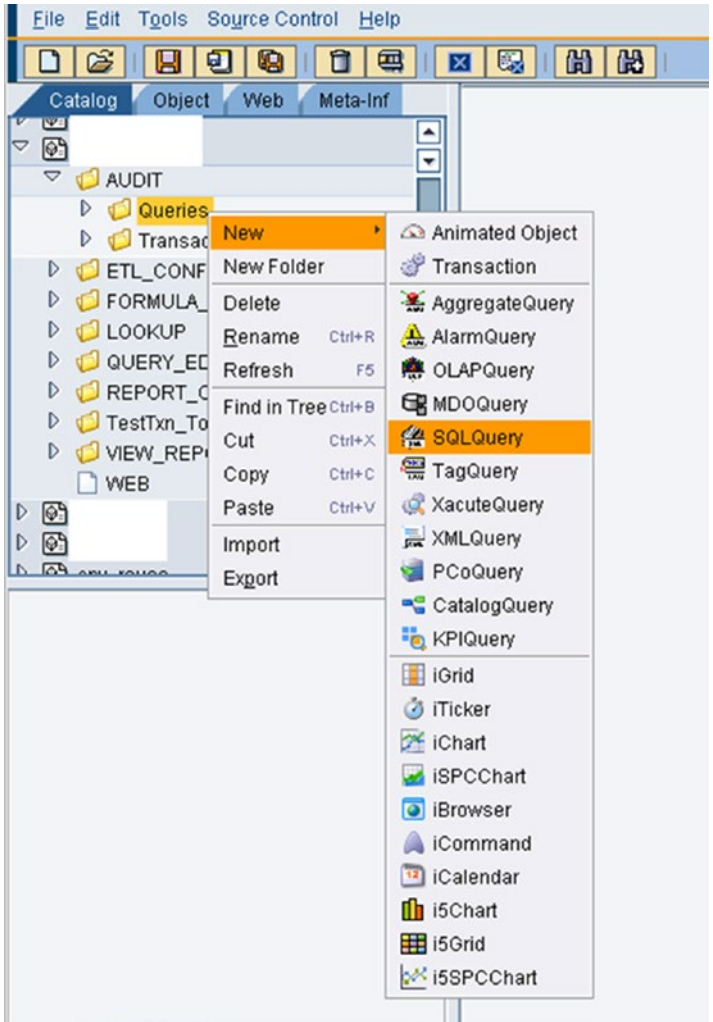 File Edit Tools Source Control Help
Catalog Object Web Meta-Inf
AUDIT
Queries
Transac
ETL_CONF
FORMULA_
LOOKUP
QUERY_ED
REPORT_C
TestTxn_To
VIEW_REP
WEB
New
New Folder
Delete
Rename Ctrl+R
Refresh F5
Find in Tree Ctrl+B
Cut Ctrl+X
Copy Ctrl+C
Paste Ctrl+V
Import
Export
Animated Object
Transaction
AggregateQuery
AlarmQuery
OLAPQuery
MDOQuery
SQLQuery
TagQuery
XacuteQuery
XMLQuery
PCoQuery
CatalogQuery
KPIQuery
iGrid
iTicker
iChart
iSPCChart
iBrowser
iCommand
iCalendar
i5Chart
i5Grid
i5SPCChart